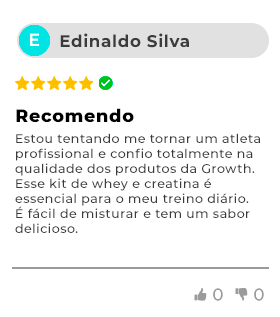 E
Edinaldo Silva
Recomendo
Estou tentando me tornar um atleta
profissional e confio totalmente na
qualidade dos produtos da Growth.
Esse kit de whey e creatina é
essencial para o meu treino diário.
É fácil de misturar e tem um sabor
delicioso.
0 0